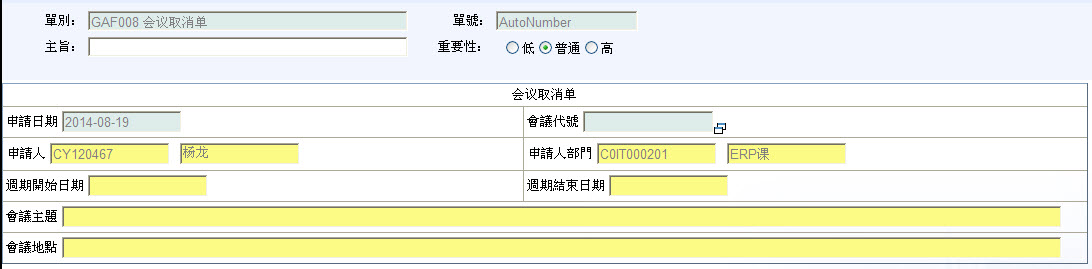 單別： GAF008 会议取消单 單號： AutoNumber
主旨： 重要性： 低 普通 高
会议取消单
申請日期 2014-08-19 會議代號
申請人 CY120467 杨龙 申請人部門 C0IT000201 ERP课
週期開始日期 週期結束日期
會議主題
會議地點